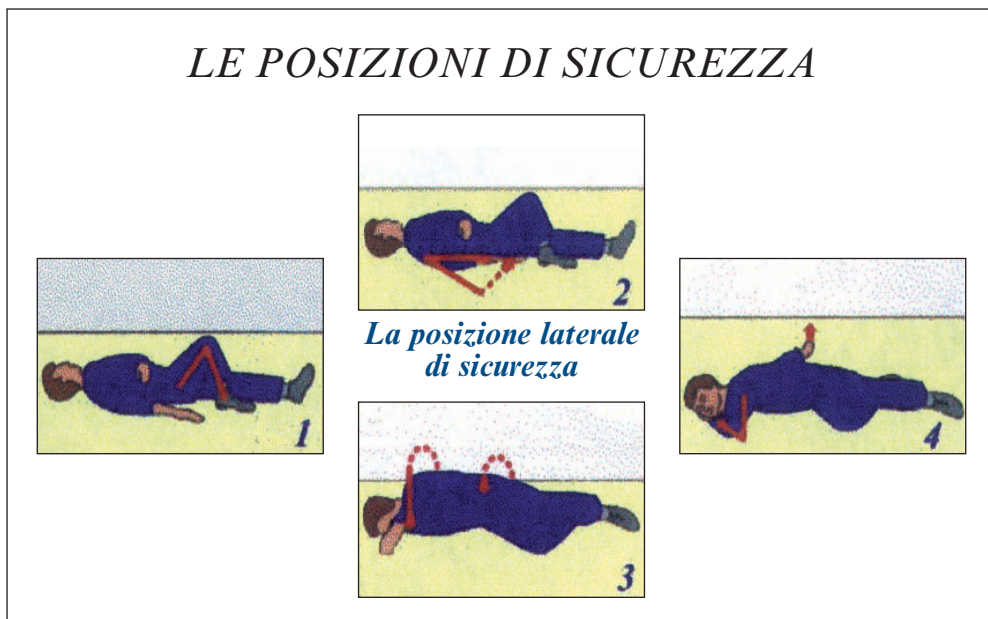 LE POSIZIONI DI SICUREZZA
2
1
La posizione laterale
di sicurezza
4
3